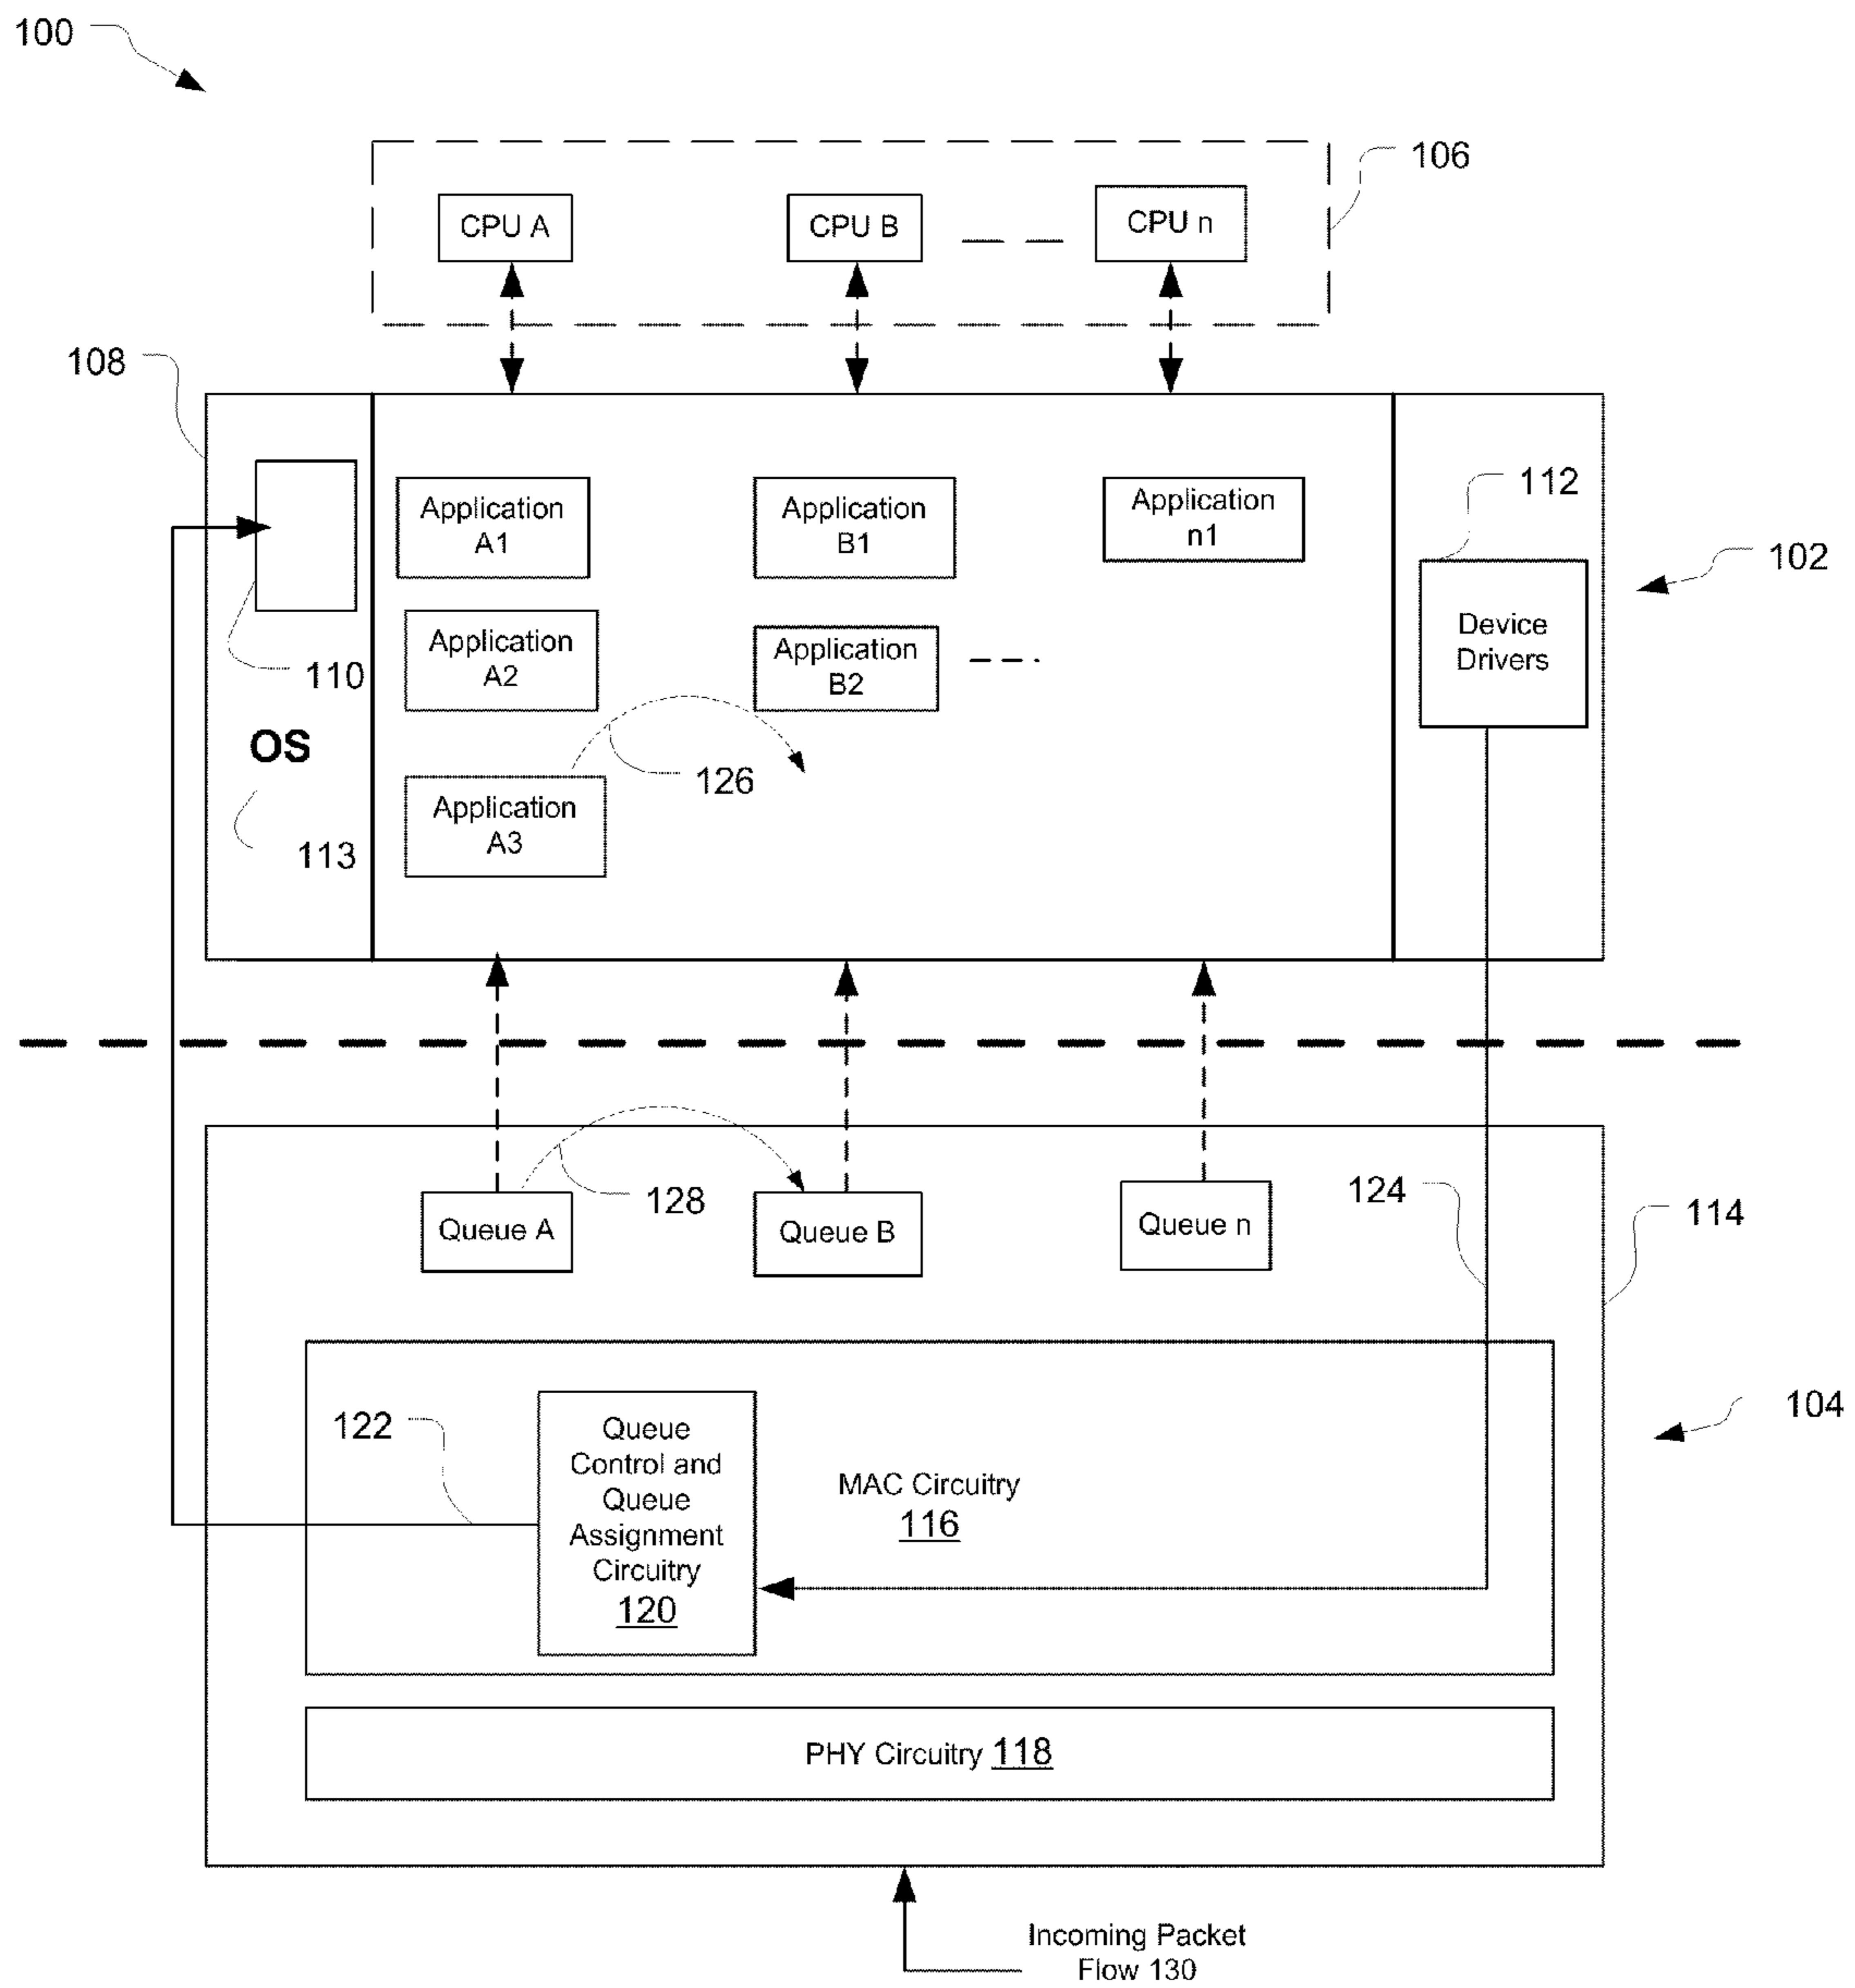 100
106
CPU A
CPU B
CPU n
108
Application
A1
Application
B1
Application
n1
112
102
Application
A2
Application
B2
Device
Drivers
110
OS
126
Application
A3
113
128
124
114
Queue A
Queue B
Queue n
122
Queue
Control and
Queue
Assignment
Circuitry
120
MAC Circuitry
116
104
PHY Circuitry 118
Incoming Packet
Flow 130